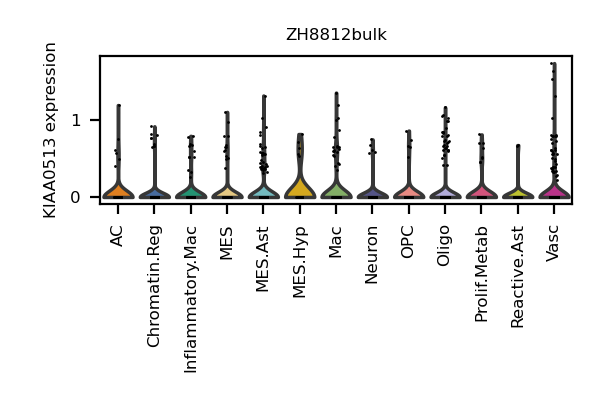 ZH8812bulk
KIAA0513 expression
1
0
AC
Chromatin.Reg
Inflammatory.Mac
MES
MES.Ast
MES.Hyp
Mac
Neuron
OPC
Oligo
Prolif.Metab
Reactive.Ast
Vasc